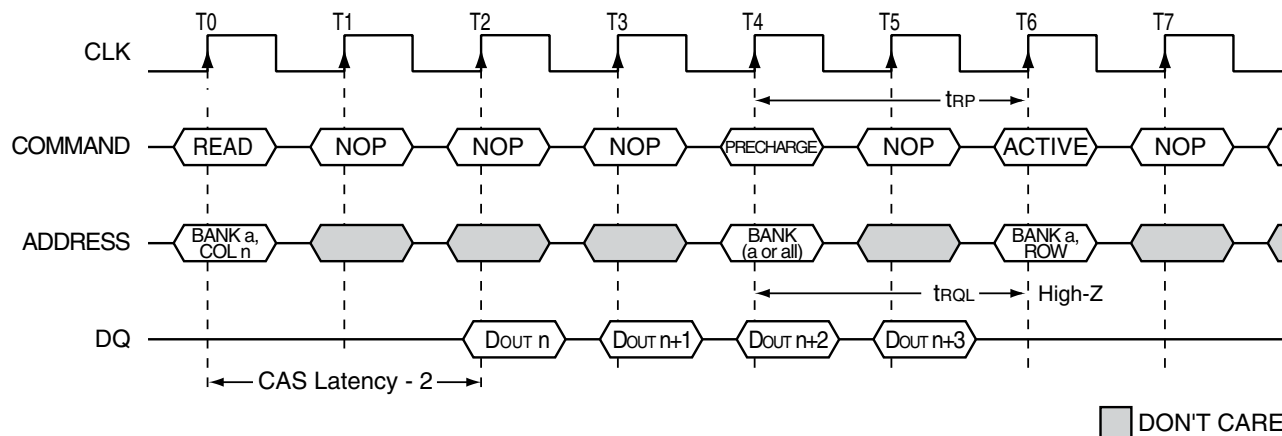 T0 T1 T2 T3 T4 T5 T6 T7
CLK
tRP
COMMAND READ NOP NOP NOP PRECHARGE NOP ACTIVE NOP
ADDRESS BANK a, COL n BANK (a or all) BANK a, ROW
tRQL High-Z
DQ DOUT n DOUT n+1 DOUT n+2 DOUT n+3
CAS Latency - 2
DON'T CARE